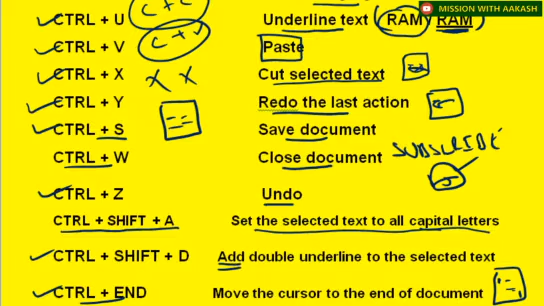 MISSION WITH AAKASH
C + C
CTRL + U Underline text (RAM RAM)
C + V
CTRL + V Paste
CTRL + X X X Cut selected text
CTRL + Y Redo the last action
CTRL + S Save document
CTRL + W Close document SUBSCRIBE
CTRL + Z Undo
CTRL + SHIFT + A Set the selected text to all capital letters
CTRL + SHIFT + D Add double underline to the selected text
CTRL + END Move the cursor to the end of document